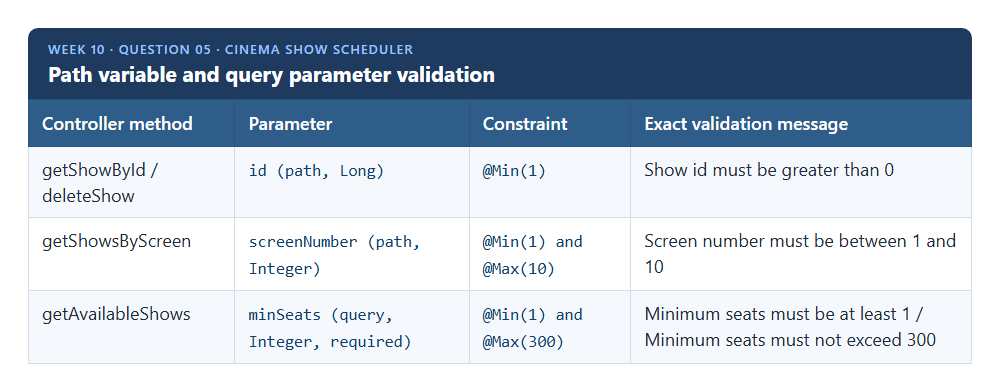 WEEK 10 · QUESTION 05 · CINEMA SHOW SCHEDULER
Path variable and query parameter validation
Controller method Parameter Constraint Exact validation message
getShowById /
deleteShow
id (path, Long)
@Min(1)
Show id must be greater than 0
getShowsByScreen
screenNumber (path,
Integer)
@Min(1) and
@Max(10)
Screen number must be between 1 and
10
getAvailableShows
minSeats (query,
Integer, required)
@Min(1) and
@Max(300)
Minimum seats must be at least 1 /
Minimum seats must not exceed 300